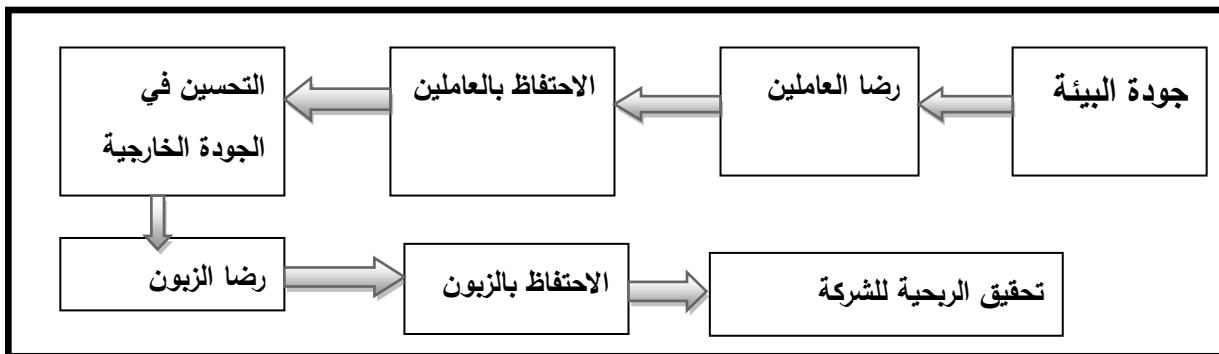 جودة البيئة
رضا العاملين
الاحتفاظ بالعاملين
التحسين في
الجودة الخارجية
رضا الزبون
الاحتفاظ بالزبون
تحقيق الربحية للشركة